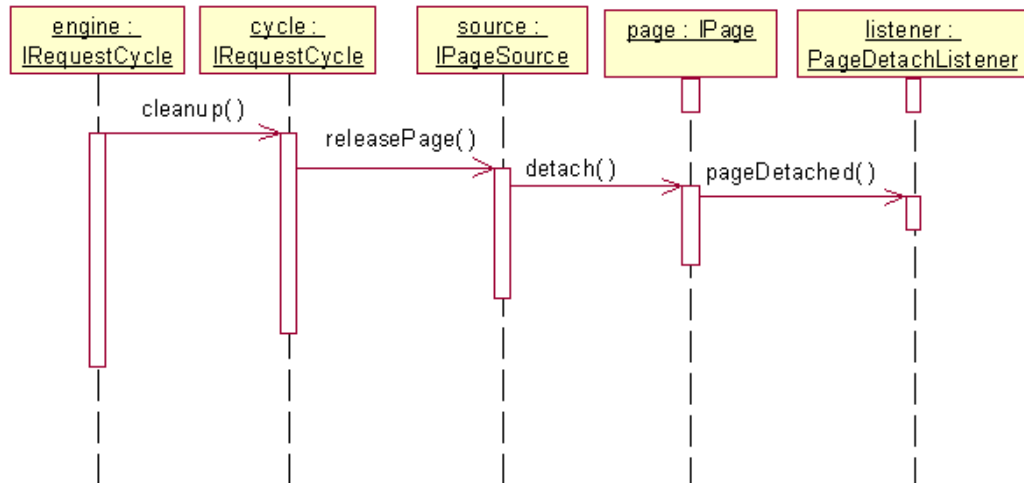 engine :
IRequestCycle
cycle:
IRequestCycle
source :
IPageSource
page : IPage
listener :
PageDetachListener
cleanup()
releasePage()
detach()
pageDetached()